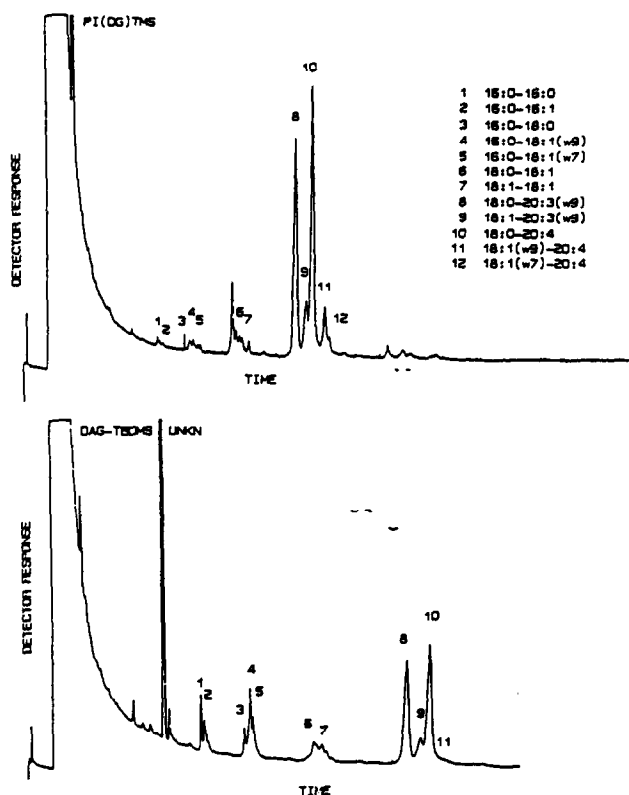 PI(DG)TMS
10
8
9
11
12
1
2
3
4
5
6
7
1 16:0-16:0
2 16:0-16:1
3 16:0-18:0
4 16:0-18:1(w9)
5 16:0-18:1(w7)
6 18:0-18:1
7 18:1-18:1
8 18:0-20:3(w9)
9 18:1-20:3(w9)
10 18:0-20:4
11 18:1(w9)-20:4
12 18:1(w7)-20:4
DETECTOR RESPONSE
TIME
DAG-TBDMS UNKN
10
8
9
11
1
2
3
4
5
6
7
DETECTOR RESPONSE
TIME